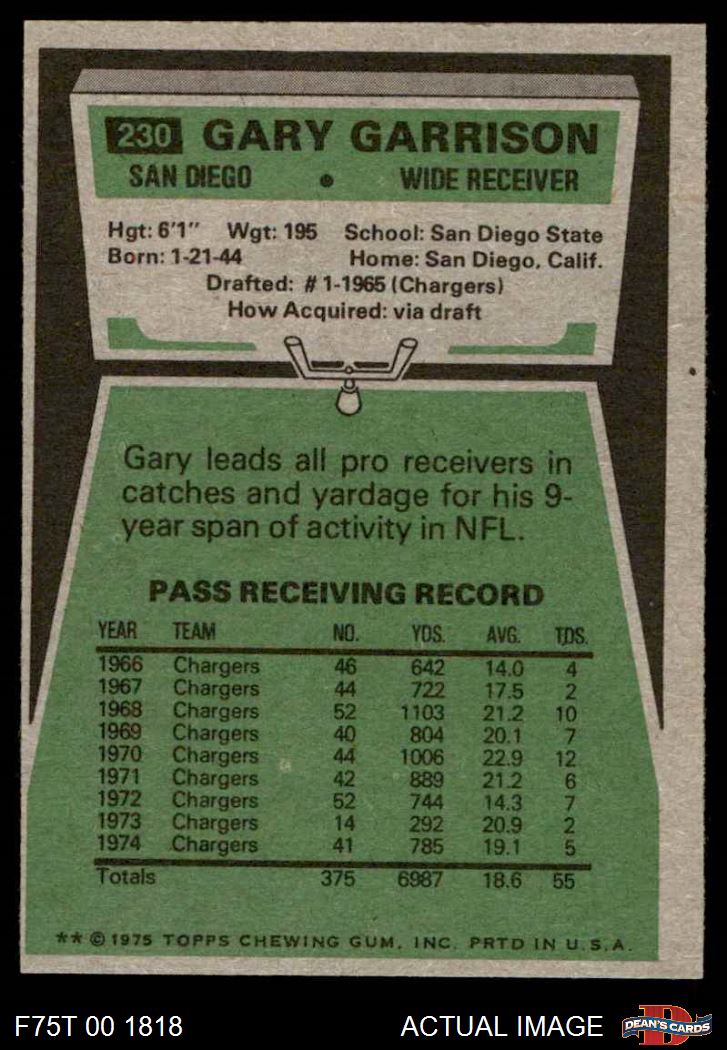 230 GARY GARRISON
SAN DIEGO • WIDE RECEIVER
Hgt: 6'1" Wgt: 195 School: San Diego State
Born: 1-21-44 Home: San Diego, Calif.
Drafted: #1-1965 (Chargers)
How Acquired: via draft
Gary leads all pro receivers in
catches and yardage for his 9-
year span of activity in NFL.
PASS RECEIVING RECORD
YEAR TEAM NO. YDS. AVG. TDS.
1966 Chargers 46 642 14.0 4
1967 Chargers 44 722 17.5 2
1968 Chargers 52 1103 21.2 10
1969 Chargers 40 804 20.1 7
1970 Chargers 44 1006 22.9 12
1971 Chargers 42 889 21.2 6
1972 Chargers 52 744 14.3 7
1973 Chargers 14 292 20.9 2
1974 Chargers 41 785 19.1 5
Totals 375 6987 18.6 55
** © 1975 TOPPS CHEWING GUM, INC. PRTD IN U.S.A.
F75T 00 1818 ACTUAL IMAGE D DEAN'S CARDS